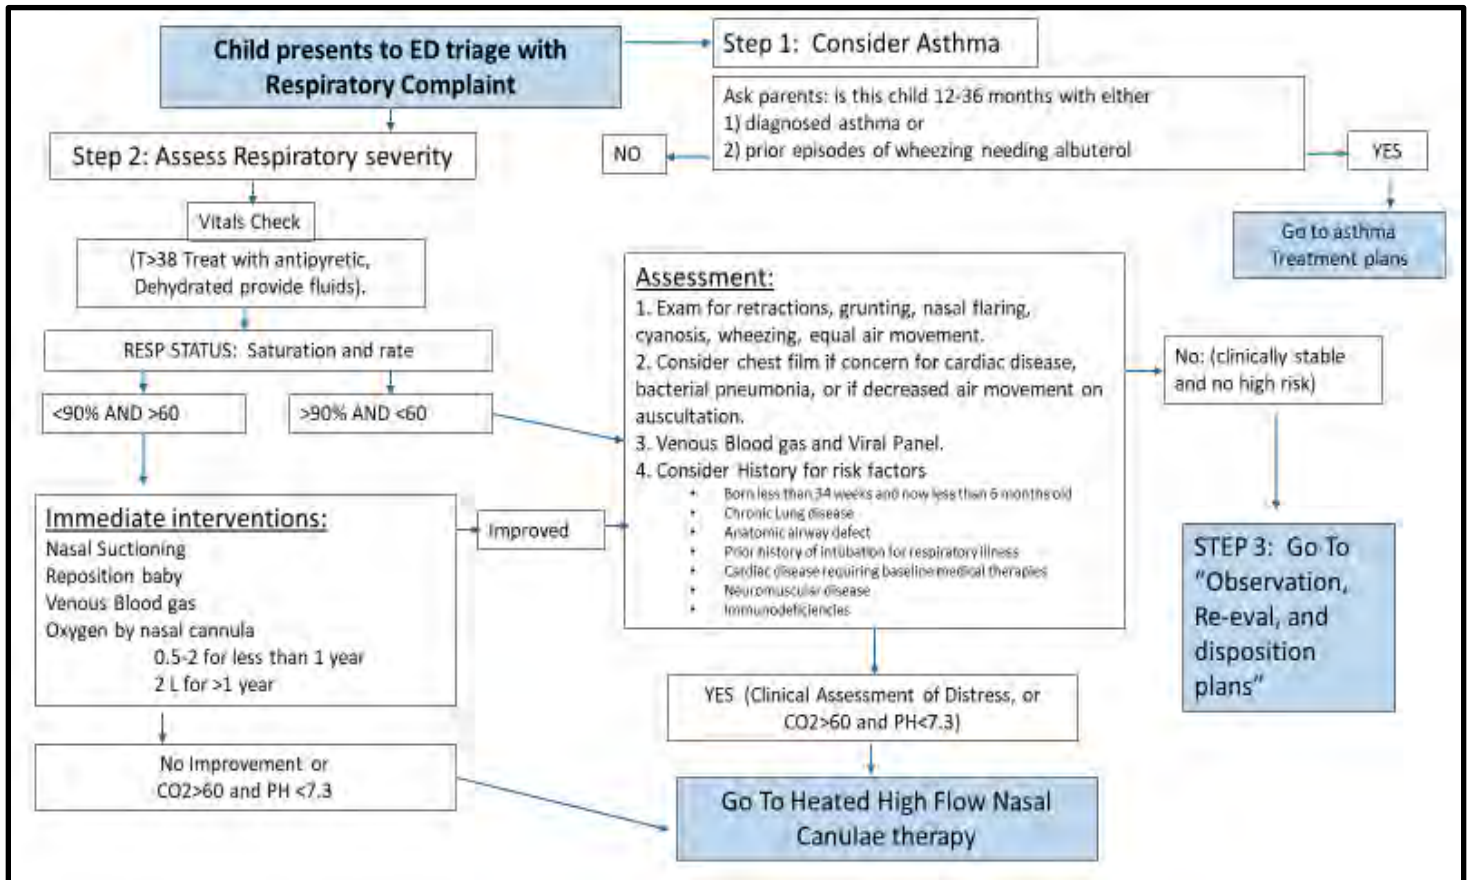 Child presents to ED triage with
Respiratory Complaint
Step 1: Consider Asthma
Ask parents: is this child 12-36 months with either
1) diagnosed asthma or
2) prior episodes of wheezing needing albuterol
NO
YES
Go to asthma
Treatment plans
Step 2: Assess Respiratory severity
Vitals Check
(T>38 Treat with antipyretic,
Dehydrated provide fluids).
RESP STATUS: Saturation and rate
<90% AND >60
>90% AND <60
Immediate interventions:
Nasal Suctioning
Reposition baby
Venous Blood gas
Oxygen by nasal cannula
0.5-2 for less than 1 year
2 L for >1 year
Improved
No Improvement or
CO2>60 and PH <7.3
Assessment:
1. Exam for retractions, grunting, nasal flaring,
cyanosis, wheezing, equal air movement.
2. Consider chest film if concern for cardiac disease,
bacterial pneumonia, or if decreased air movement on
auscultation.
3. Venous Blood gas and Viral Panel.
4. Consider History for risk factors
• Born less than 34 weeks and now less than 6 months old
• Chronic Lung disease
• Anatomic airway defect
• Prior history of intubation for respiratory illness
• Cardiac disease requiring baseline medical therapies
• Neuromuscular disease
• Immunodeficiencies
No: (clinically stable
and no high risk)
STEP 3: Go To
"Observation,
Re-eval, and
disposition
plans"
YES (Clinical Assessment of Distress, or
CO2>60 and PH<7.3)
Go To Heated High Flow Nasal
Canulae therapy